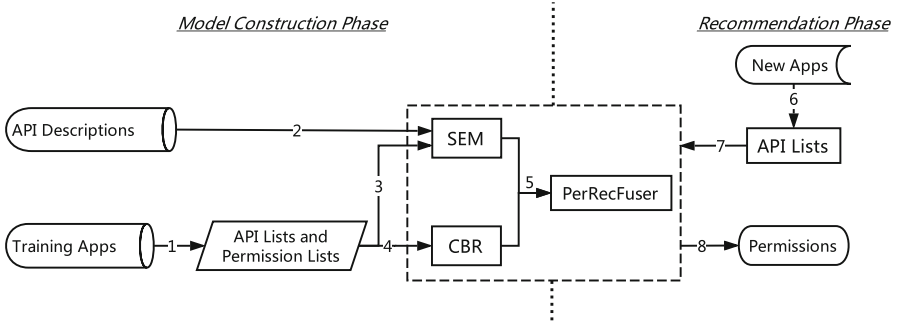 Model Construction Phase
Recommendation Phase
New Apps
6
API Descriptions
2
SEM
7
API Lists
3
5
PerRecFuser
Training Apps
1
API Lists and
Permission Lists
4
CBR
8
Permissions